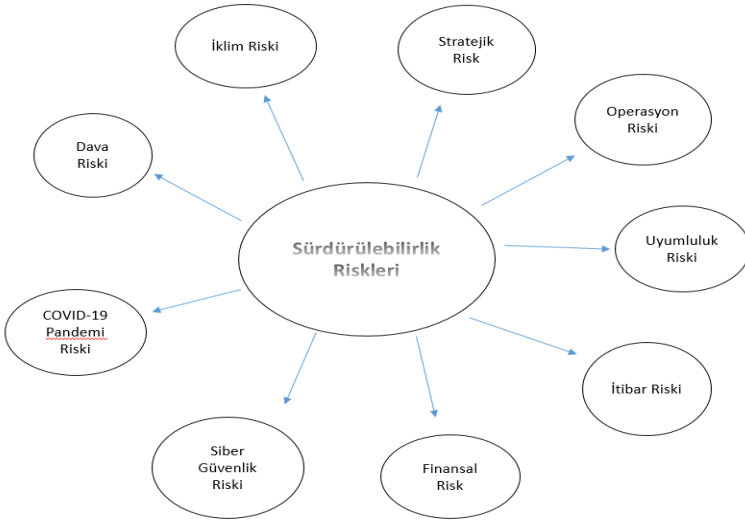 İklim Riski
Stratejik
Risk
Operasyon
Riski
Dava
Riski
Uyumluluk
Riski
Sürdürülebilirlik
Riskleri
COVID-19
Pandemi
Riski
İtibar Riski
Siber
Güvenlik
Riski
Finansal
Risk